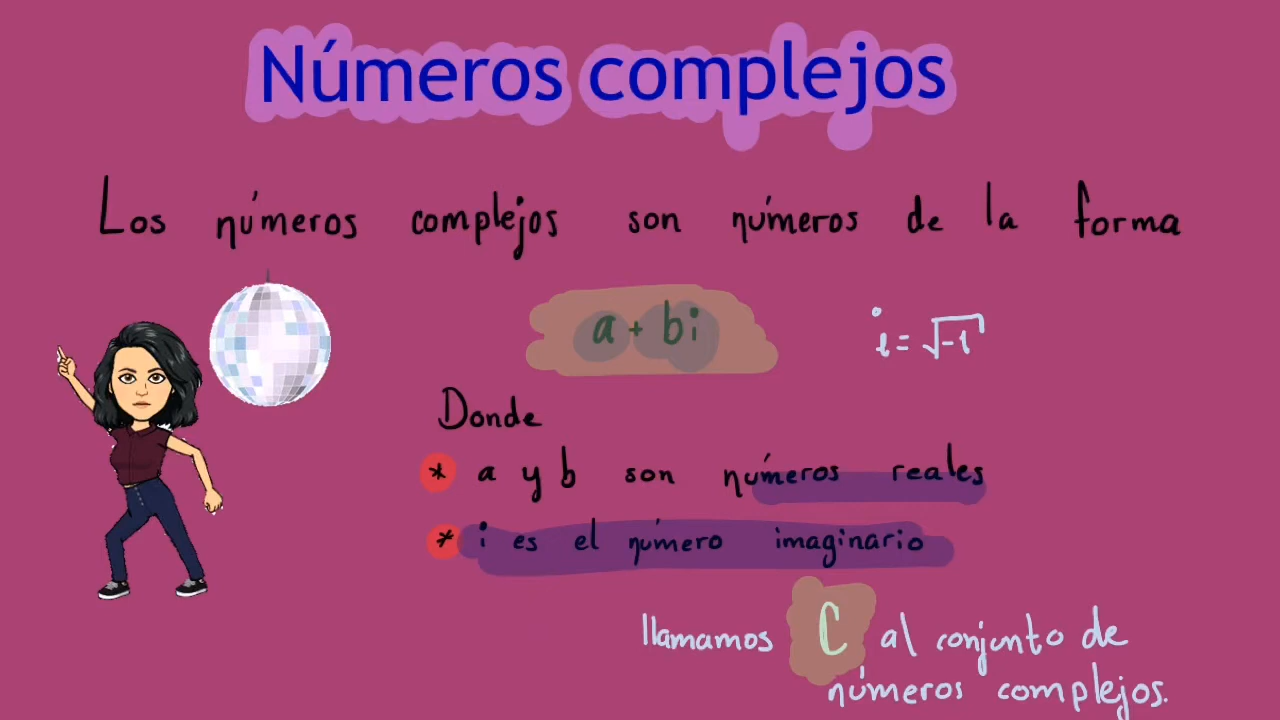 Números complejos
Los números complejos son números de la forma
a + bi
i = √-1
Donde
* a y b son números reales
* i es el número imaginario
llamamos ℂ al conjunto de
números complejos.